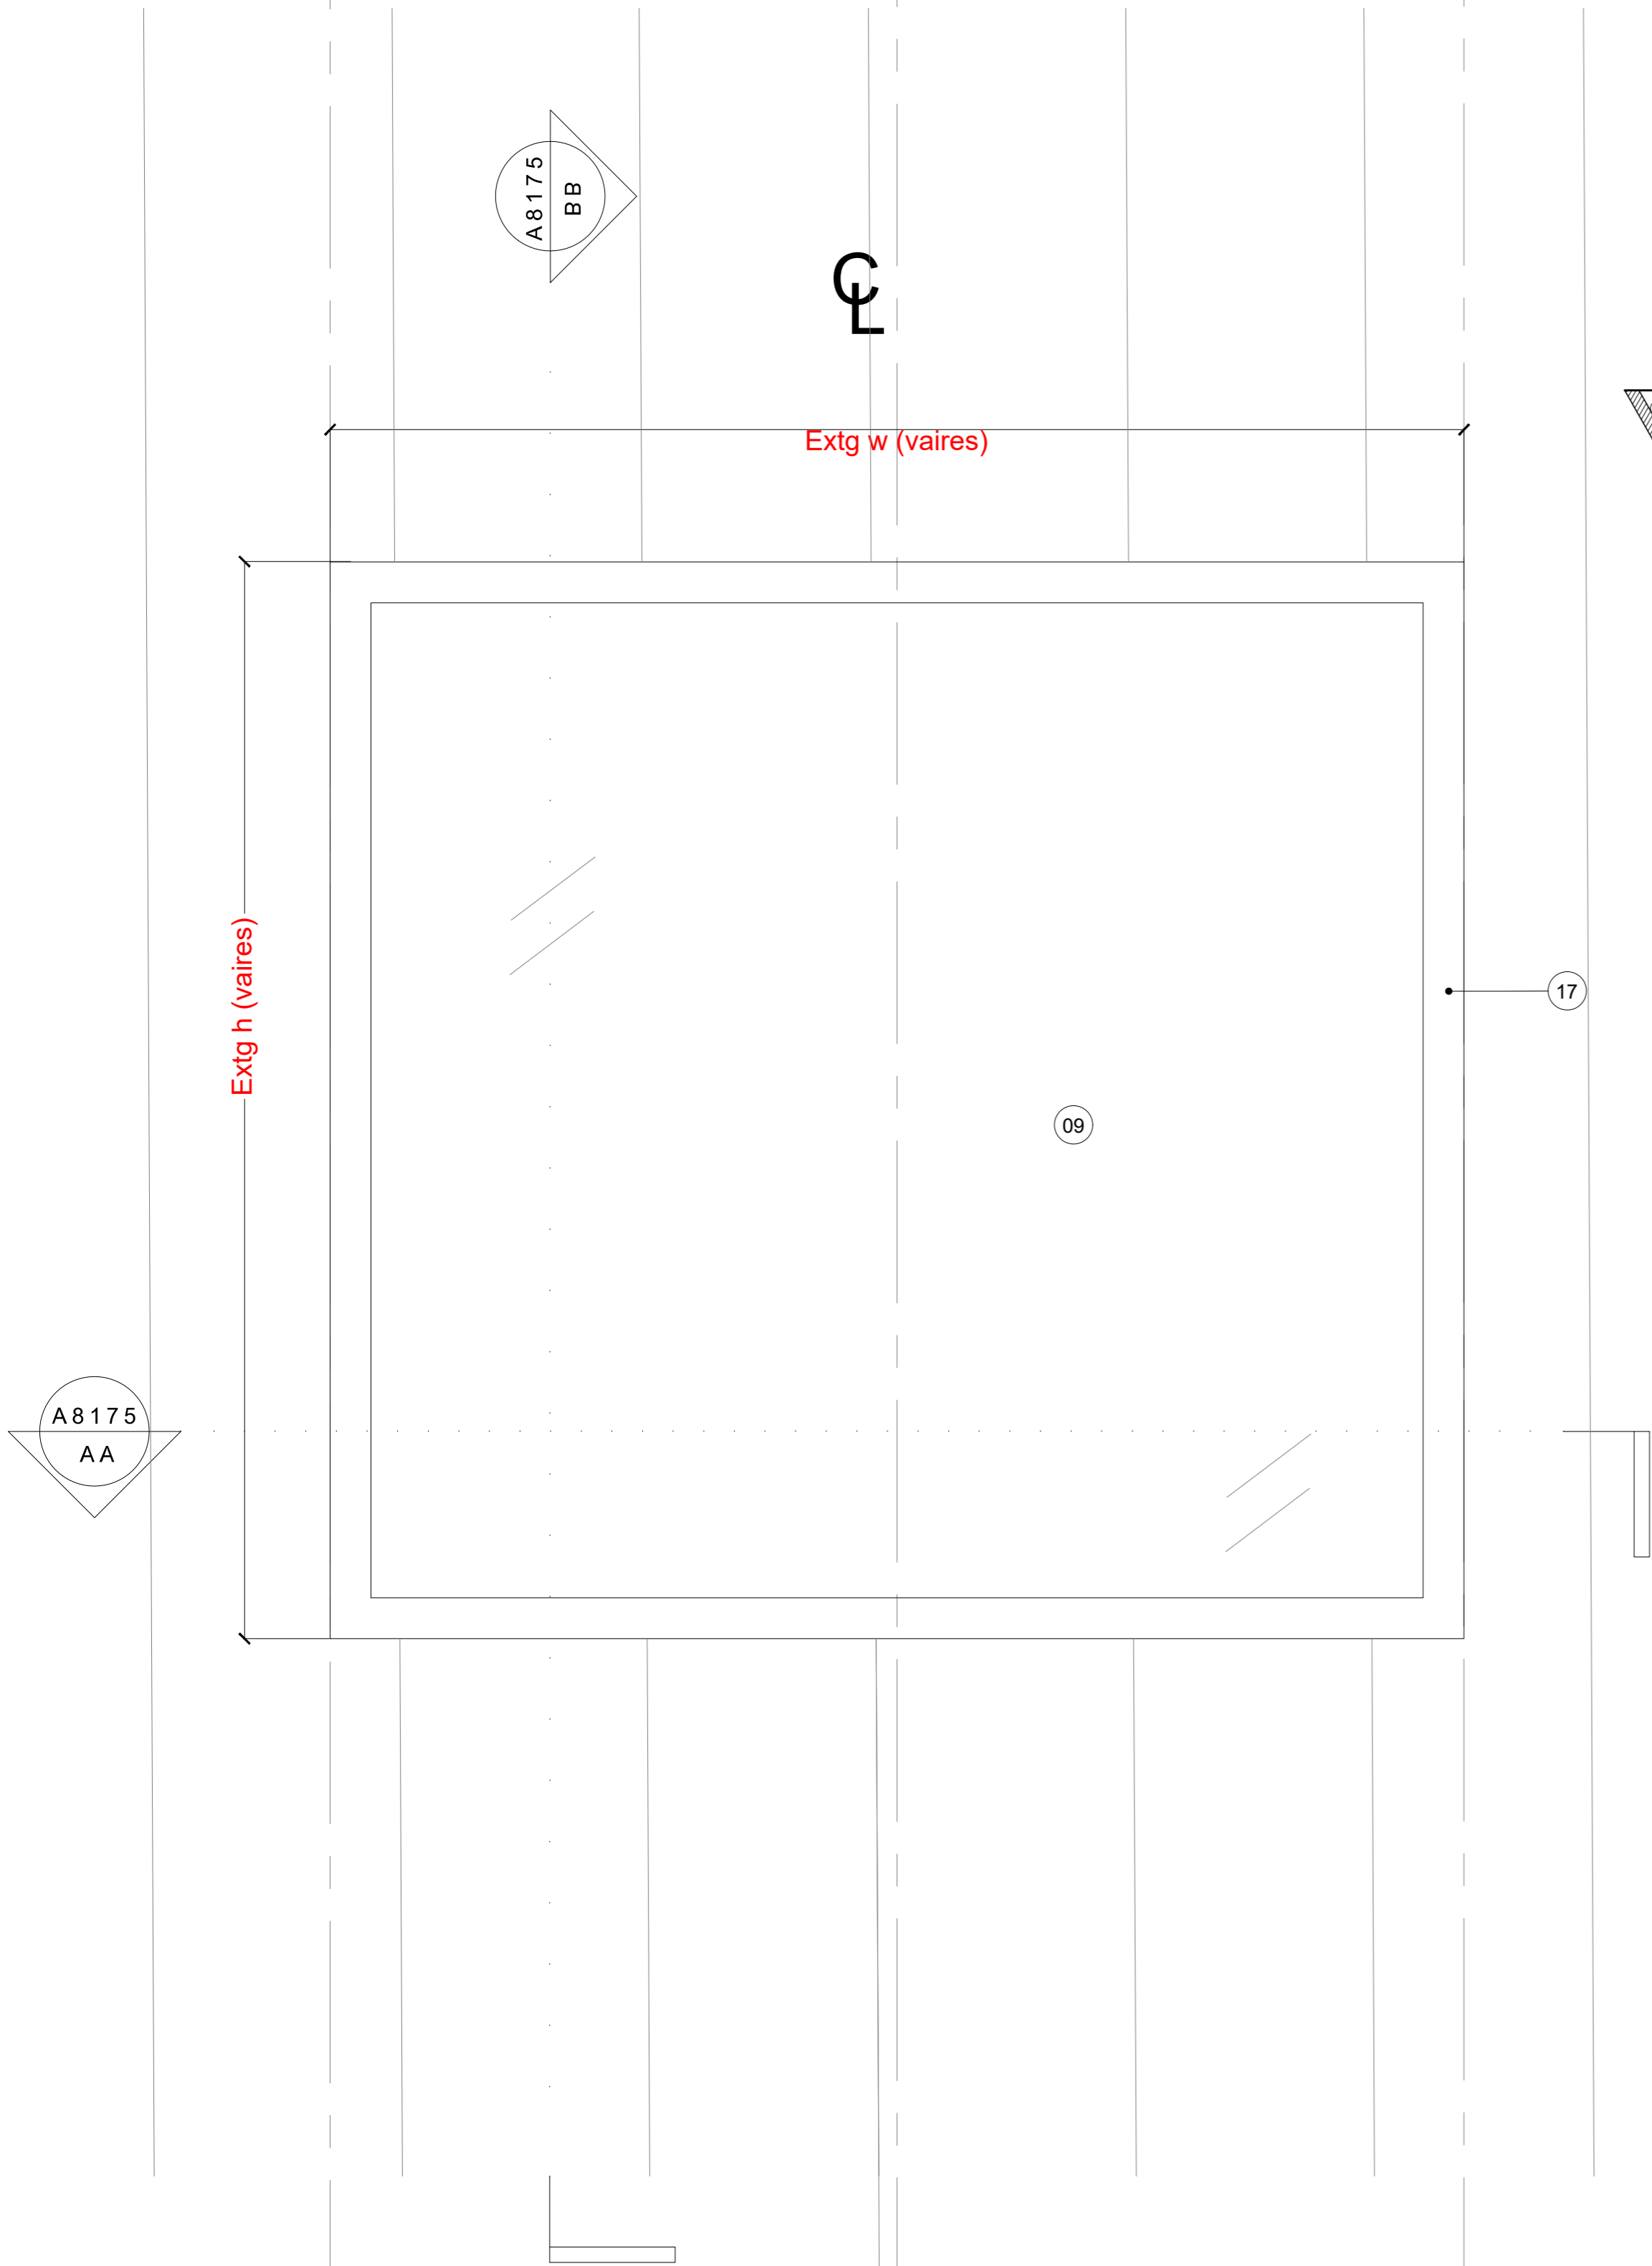 A8175
BB
CL
Extg w (vaires)
Extg h (vaires)
17
09
A8175
AA